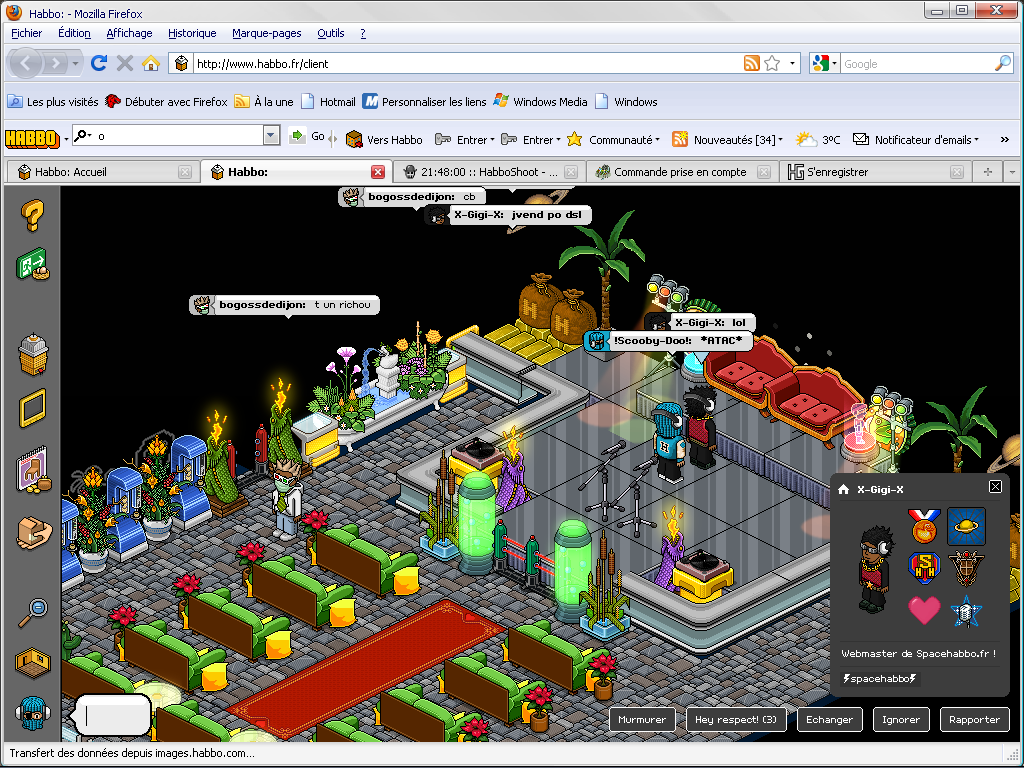 Habbo: - Mozilla Firefox
Fichier Édition Affichage Historique Marque-pages Outils ?
http://www.habbo.fr/client Google
Les plus visités Débuter avec Firefox À la une Hotmail Personnaliser les liens Windows Media Windows
HABBO o Go Vers Habbo Entrer Entrer Communauté Nouveautés [34] 3ºC Notificateur d'emails »
Habbo: Accueil Habbo: 21:48:00 :: HabboShoot - ... Commande prise en compte S'enregistrer
bogossdedijon: cb
X-Gigi-X: jvend po dsl
bogossdedijon: t un richou
X-Gigi-X: lol
!Scooby-Doo!: *ATAC*
X-Gigi-X
Webmaster de Spacehabbo.fr !
⚡spacehabbo⚡
Murmurer Hey respect! (3) Echanger Ignorer Rapporter
Transfert des données depuis images.habbo.com...